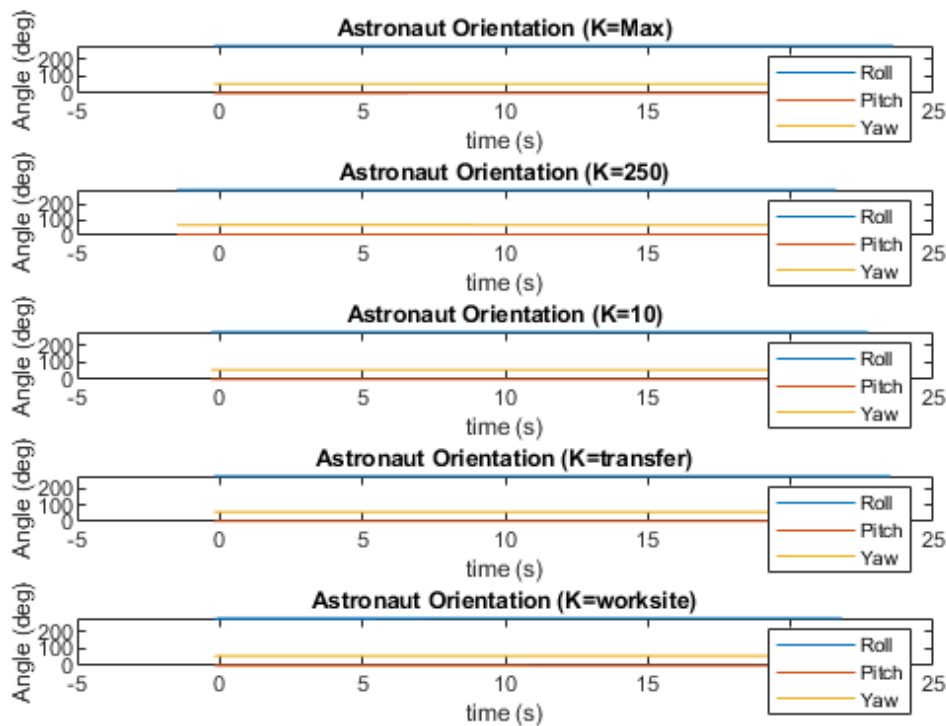 Astronaut Orientation (K=Max)
Angle (deg)
200
100
0
-5 0 5 10 15 25
time (s)
Roll
Pitch
Yaw
Astronaut Orientation (K=250)
Angle (deg)
200
100
0
-5 0 5 10 15 25
time (s)
Roll
Pitch
Yaw
Astronaut Orientation (K=10)
Angle (deg)
200
100
0
-5 0 5 10 15 25
time (s)
Roll
Pitch
Yaw
Astronaut Orientation (K=transfer)
Angle (deg)
200
100
0
-5 0 5 10 15 25
time (s)
Roll
Pitch
Yaw
Astronaut Orientation (K=worksite)
Angle (deg)
200
100
0
-5 0 5 10 15 25
time (s)
Roll
Pitch
Yaw